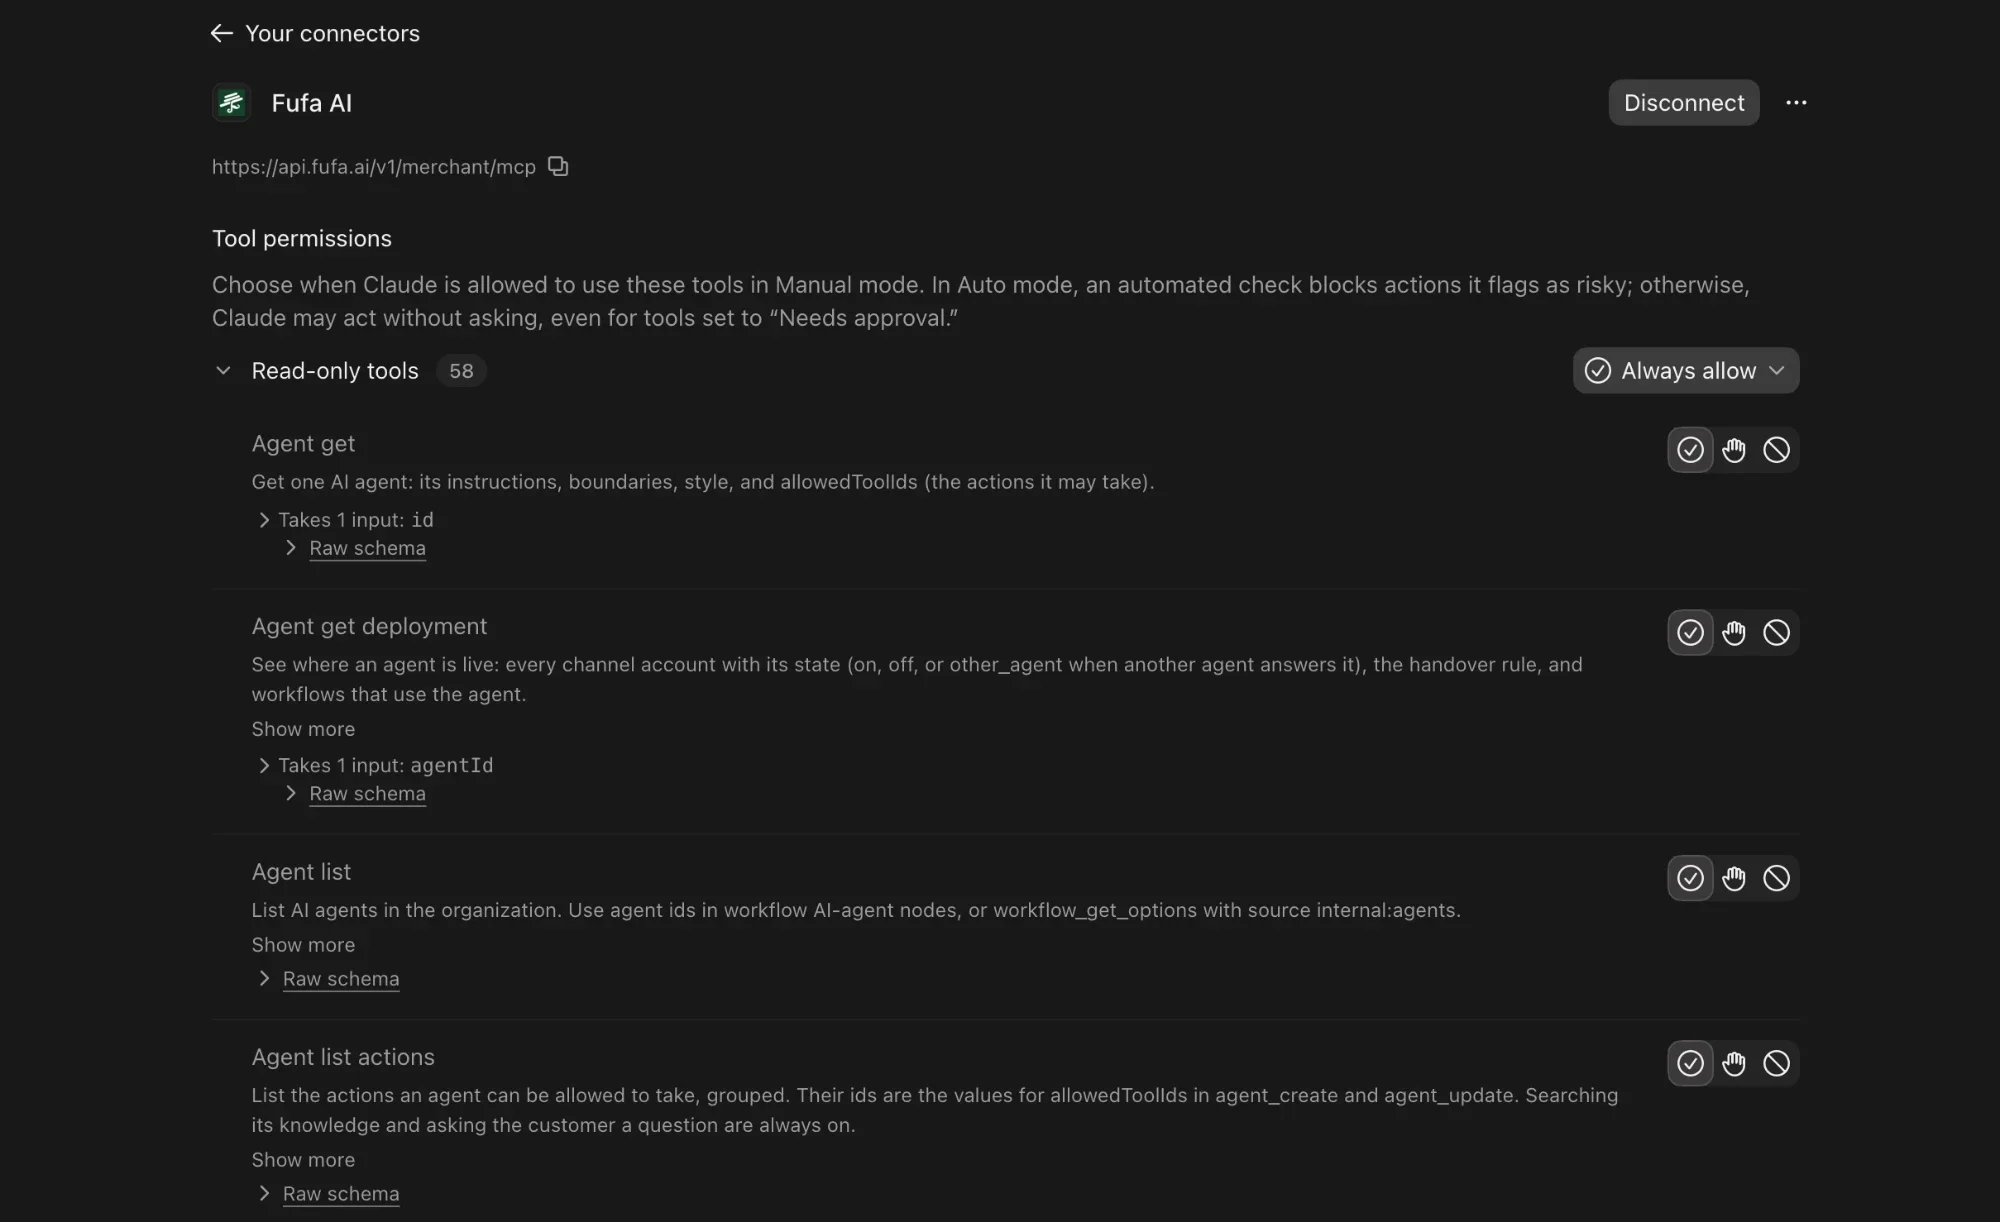 Your connectors
Fufa AI
Disconnect
https://api.fufa.ai/v1/merchant/mcp
Tool permissions
Choose when Claude is allowed to use these tools in Manual mode. In Auto mode, an automated check blocks actions it flags as risky; otherwise,
Claude may act without asking, even for tools set to “Needs approval.”
Read-only tools 58
Always allow
Agent get
Get one AI agent: its instructions, boundaries, style, and allowedToolIds (the actions it may take).
Takes 1 input: id
Raw schema
Agent get deployment
See where an agent is live: every channel account with its state (on, off, or other_agent when another agent answers it), the handover rule, and
workflows that use the agent.
Show more
Takes 1 input: agentId
Raw schema
Agent list
List AI agents in the organization. Use agent ids in workflow AI-agent nodes, or workflow_get_options with source internal:agents.
Show more
Raw schema
Agent list actions
List the actions an agent can be allowed to take, grouped. Their ids are the values for allowedToolIds in agent_create and agent_update. Searching
its knowledge and asking the customer a question are always on.
Show more
Raw schema